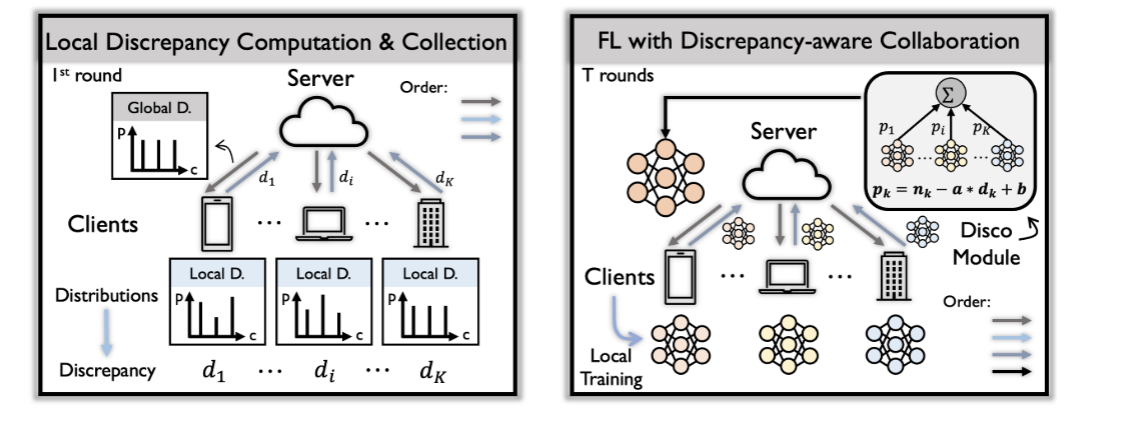 Local Discrepancy Computation & Collection
1st round
Server
Order:
Global D.
P
c
d1
di
dK
Clients
...
...
Local D.
Local D.
Local D.
Distributions
P
c
P
c
P
c
Discrepancy
d1 ... di ... dK
FL with Discrepancy-aware Collaboration
T rounds
Σ
p1
pi
pK
...
...
pk = nk − a * dk + b
Server
Disco
Module
Clients
...
...
Order:
Local
Training